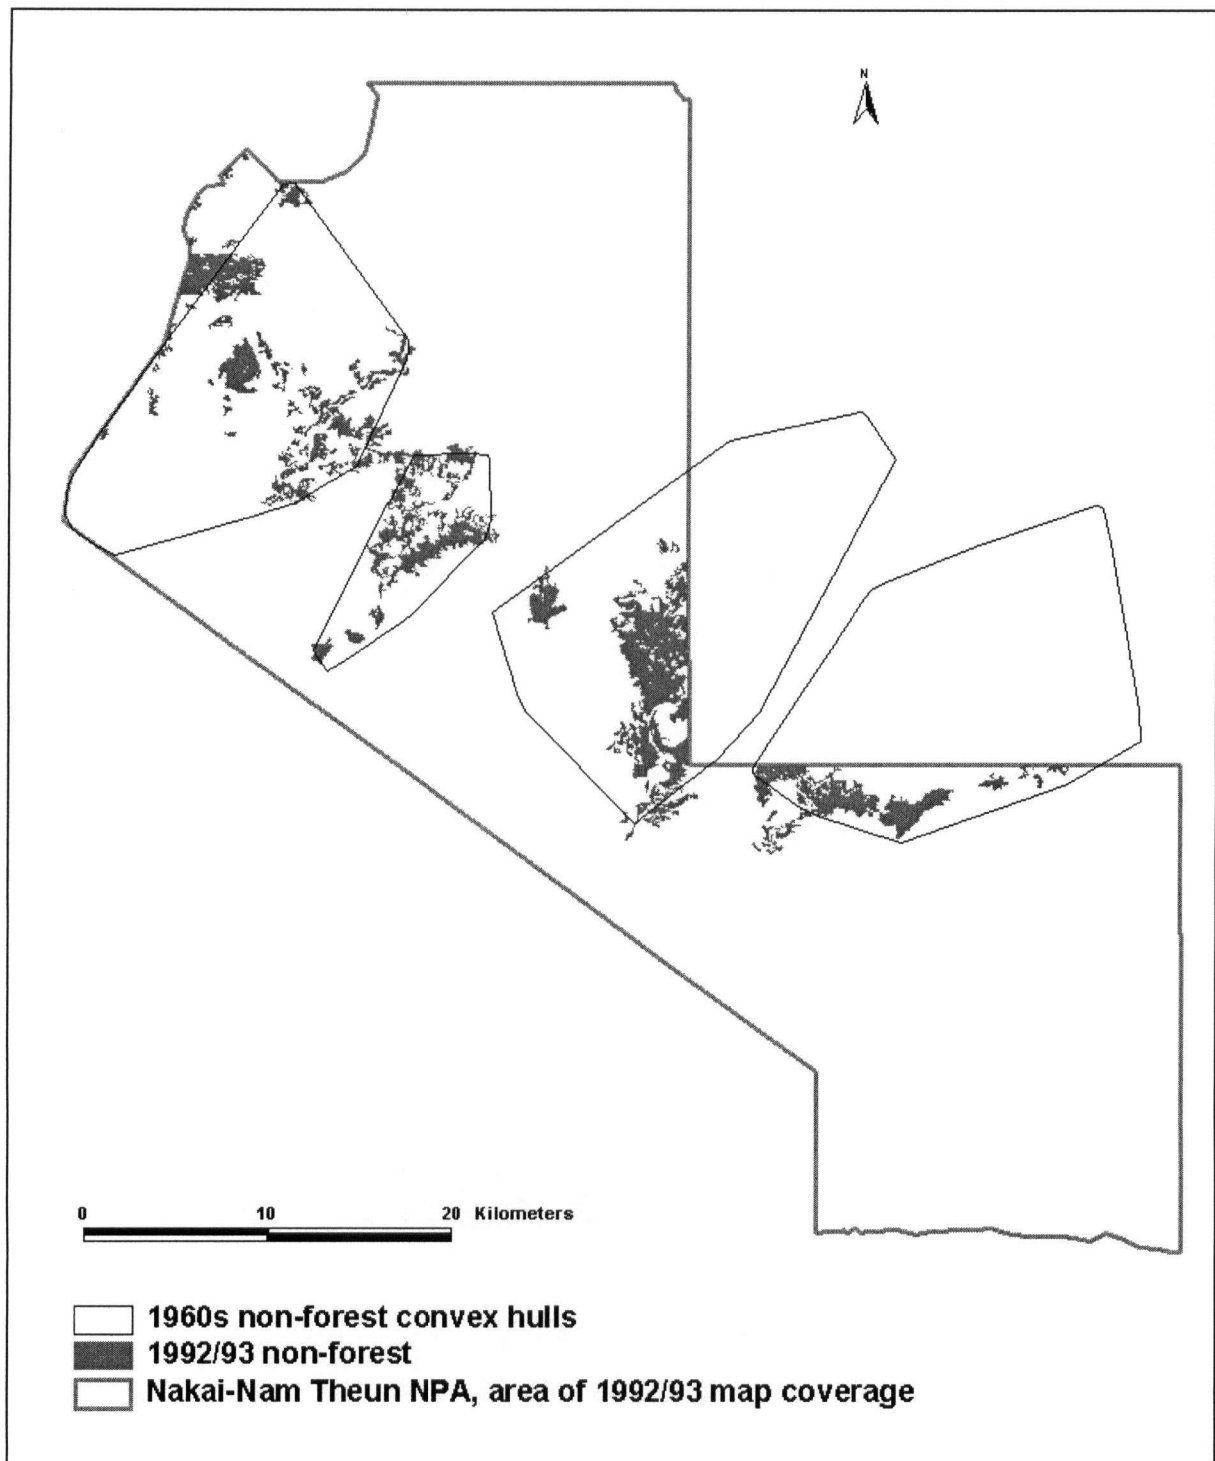 N
0 10 20 Kilometers
1960s non-forest convex hulls
1992/93 non-forest
Nakai-Nam Theun NPA, area of 1992/93 map coverage